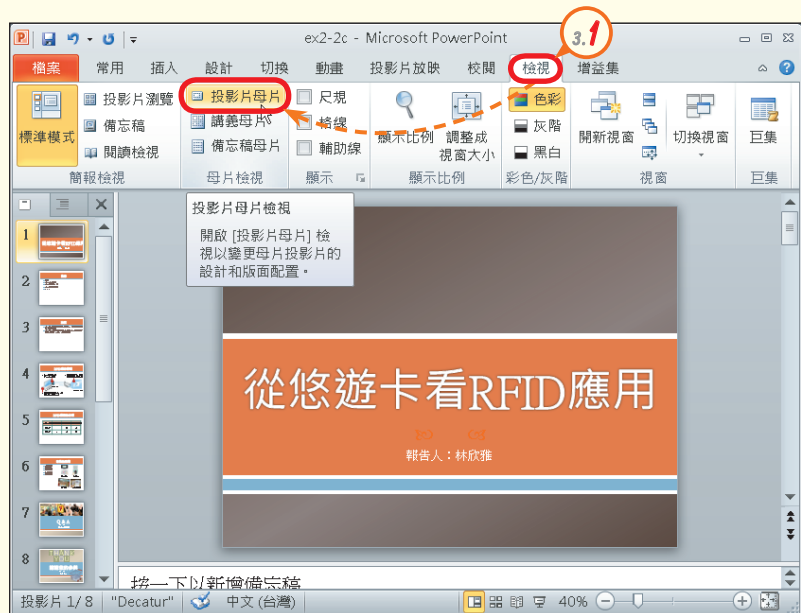 3.1
ex2-2c - Microsoft PowerPoint
檔案 常用 插入 設計 切換 動畫 投影片放映 校閱 檢視 增益集
標準模式
投影片瀏覽
備忘稿
閱讀檢視
簡報檢視
投影片母片
講義母片
備忘稿母片
母片檢視
尺規
格線
輔助線
顯示
顯示比例
調整成
視窗大小
顯示比例
色彩
灰階
黑白
彩色/灰階
開新視窗
切換視窗
視窗
巨集
巨集
投影片母片檢視
開啟 [投影片母片] 檢
視以變更母片投影片的
設計和版面配置。
1
2
3
4
5
6
7
8
從悠遊卡看RFID應用
報告人：林欣雅
按一下以新增備忘稿
投影片 1/8 "Decatur" 中文 (台灣) 40%